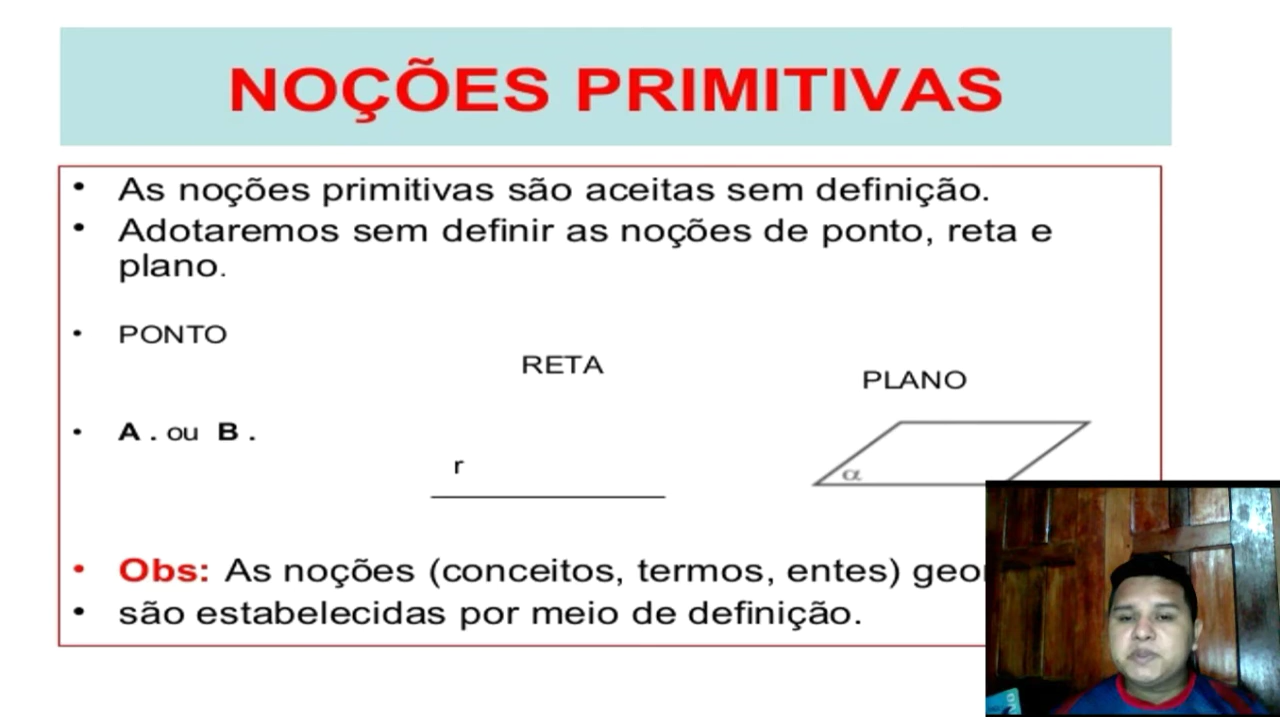 NOÇÕES PRIMITIVAS
• As noções primitivas são aceitas sem definição.
• Adotaremos sem definir as noções de ponto, reta e
plano.
• PONTO
RETA
PLANO
• A . ou B .
r
α
• Obs: As noções (conceitos, termos, entes)
• são estabelecidas por meio de definição.